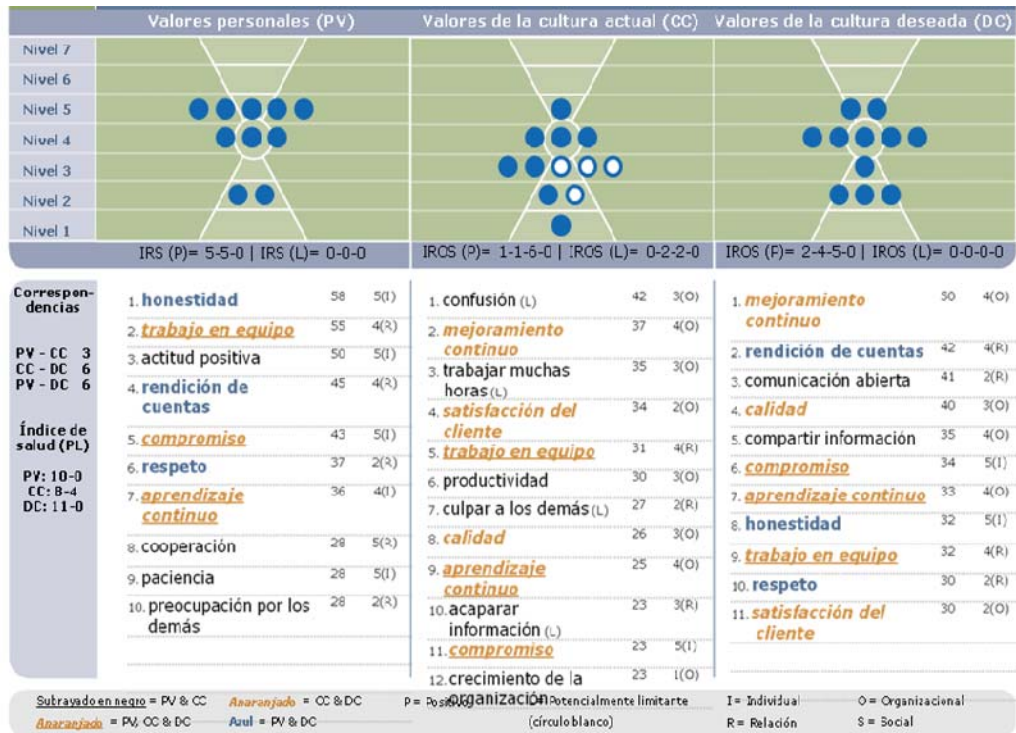 Valores personales (PV) Valores de la cultura actual (CC) Valores de la cultura deseada (DC)
Nivel 7
Nivel 6
Nivel 5
Nivel 4
Nivel 3
Nivel 2
Nivel 1
IRS (P)= 5-5-0 | IRS (L)= 0-0-0 IROS (P)= 1-1-6-0 | IROS (L)= 0-2-2-0 IROS (P)= 2-4-5-0 | IROS (L)= 0-0-0-0
Correspon-
dencias
PV - CC 3
CC - DC 6
PV - DC 6
Índice de
salud (PL)
PV: 10-0
CC: 8-4
DC: 11-0
1. honestidad 58 5(I)
2. trabajo en equipo 55 4(R)
3. actitud positiva 50 5(I)
4. rendición de
cuentas 45 4(R)
5. compromiso 43 5(I)
6. respeto 37 2(R)
7. aprendizaje
continuo 36 4(I)
8. cooperación 28 5(R)
9. paciencia 28 5(I)
10. preocupación por los
demás 28 2(R)
1. confusión (L) 42 3(O)
2. mejoramiento
continuo 37 4(O)
3. trabajar muchas
horas (L) 35 3(O)
4. satisfacción del
cliente 34 2(O)
5. trabajo en equipo 31 4(R)
6. productividad 30 3(O)
7. culpar a los demás (L) 27 2(R)
8. calidad 26 3(O)
9. aprendizaje
continuo 25 4(O)
10. acaparar
información (L) 23 3(R)
11. compromiso 23 5(I)
12. crecimiento de la
organización 23 1(O)
1. mejoramiento
continuo 50 4(O)
2. rendición de cuentas 42 4(R)
3. comunicación abierta 41 2(R)
4. calidad 40 3(O)
5. compartir información 35 4(O)
6. compromiso 34 5(I)
7. aprendizaje continuo 33 4(O)
8. honestidad 32 5(I)
9. trabajo en equipo 32 4(R)
10. respeto 30 2(R)
11. satisfacción del
cliente 30 2(O)
Subrayado en negro = PV & CC Anaranjado = CC & DC P = Positivo L = Potencialmente limitarte I = Individual O = Organizacional
Anaranjado = PV, CC & DC Azul = PV & DC (círculo blanco) R = Relación S = Social